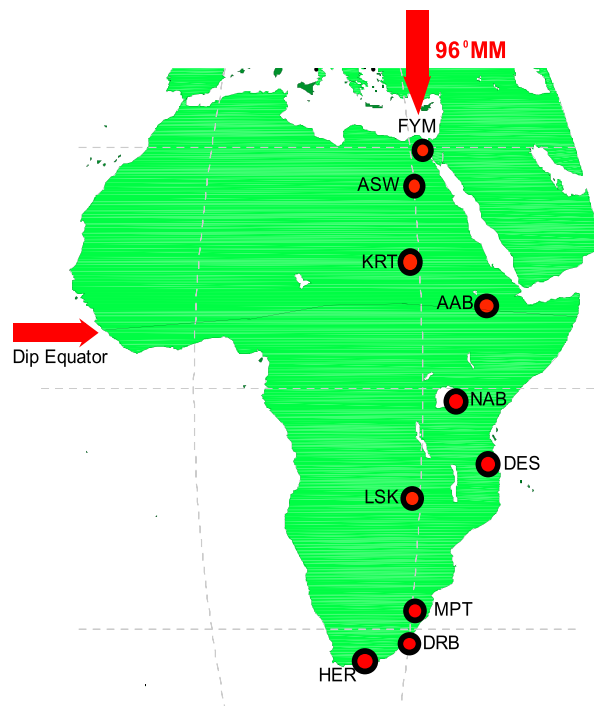 96°MM
FYM
ASW
KRT
AAB
Dip Equator
NAB
DES
LSK
MPT
DRB
HER